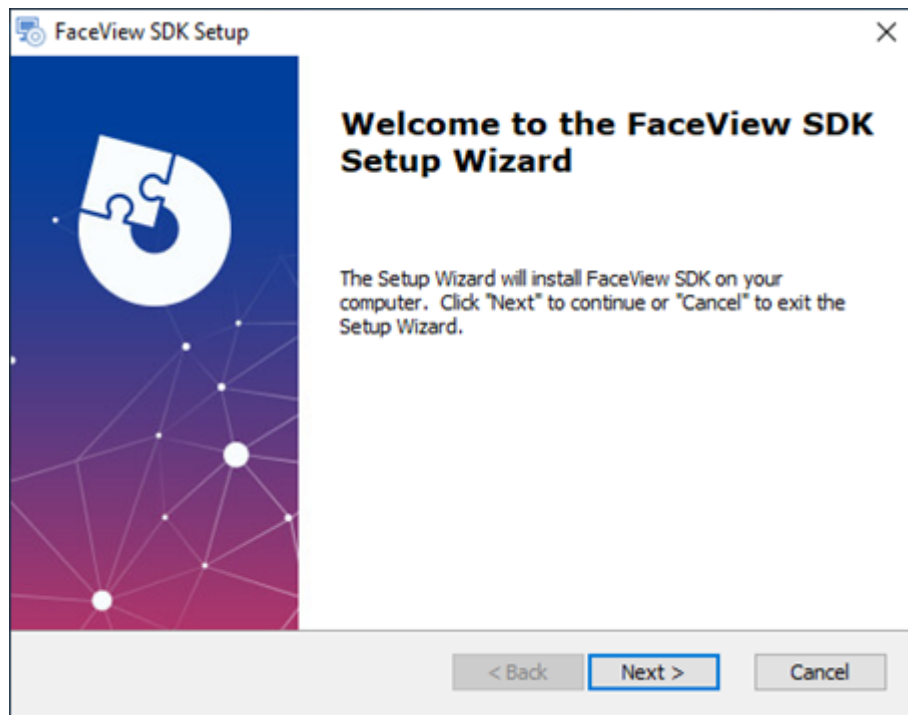 FaceView SDK Setup
Welcome to the FaceView SDK
Setup Wizard
The Setup Wizard will install FaceView SDK on your
computer.  Click "Next" to continue or "Cancel" to exit the
Setup Wizard.
< Back
Next >
Cancel